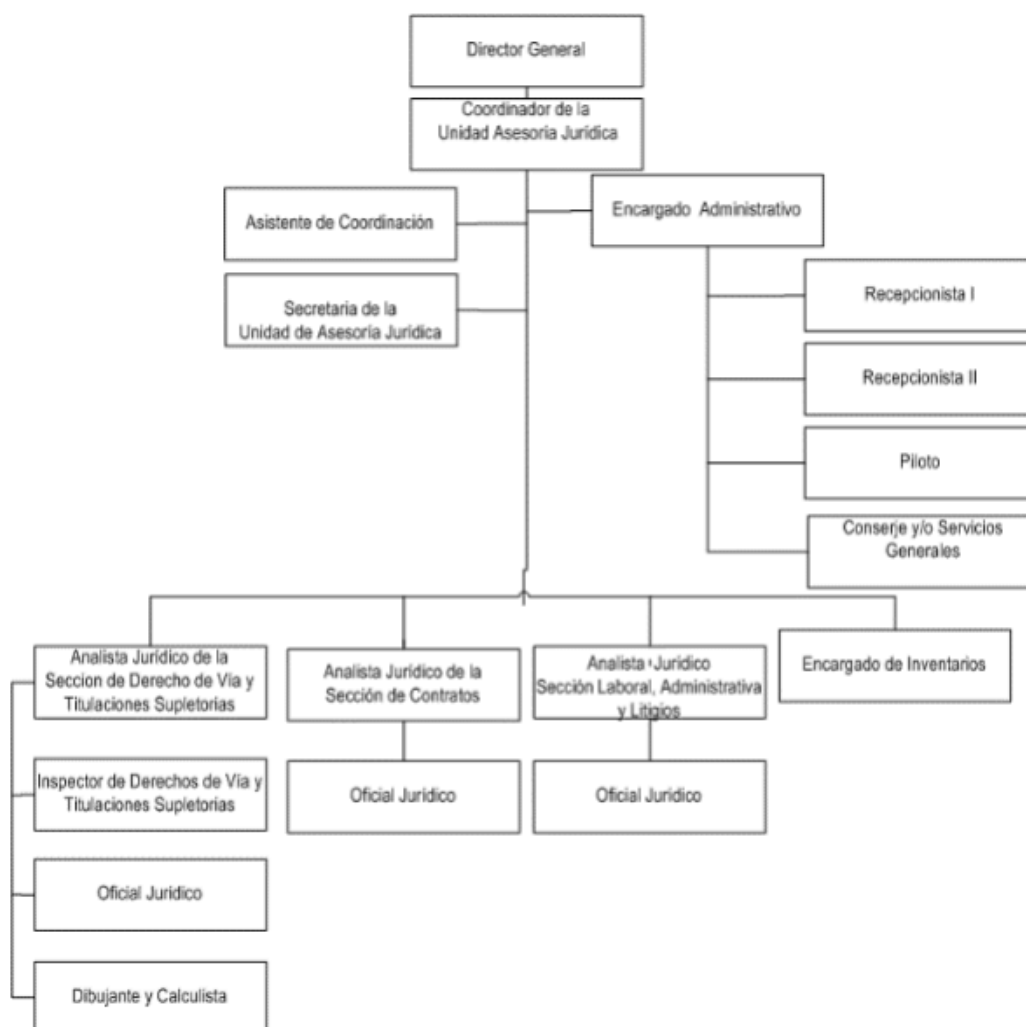 Director General
Coordinador de la
Unidad Asesoría Jurídica
Asistente de Coordinación
Encargado Administrativo
Secretaria de la
Unidad de Asesoría Jurídica
Recepcionista I
Recepcionista II
Piloto
Conserje y/o Servicios
Generales
Analista Jurídico de la
Seccion de Derecho de Vía y
Titulaciones Supletorias
Analista Jurídico de la
Sección de Contratos
Analista Jurídico
Sección Laboral, Administrativa
y Litigios
Encargado de Inventarios
Inspector de Derechos de Vía y
Titulaciones Supletorias
Oficial Jurídico
Oficial Jurídico
Oficial Jurídico
Dibujante y Calculista